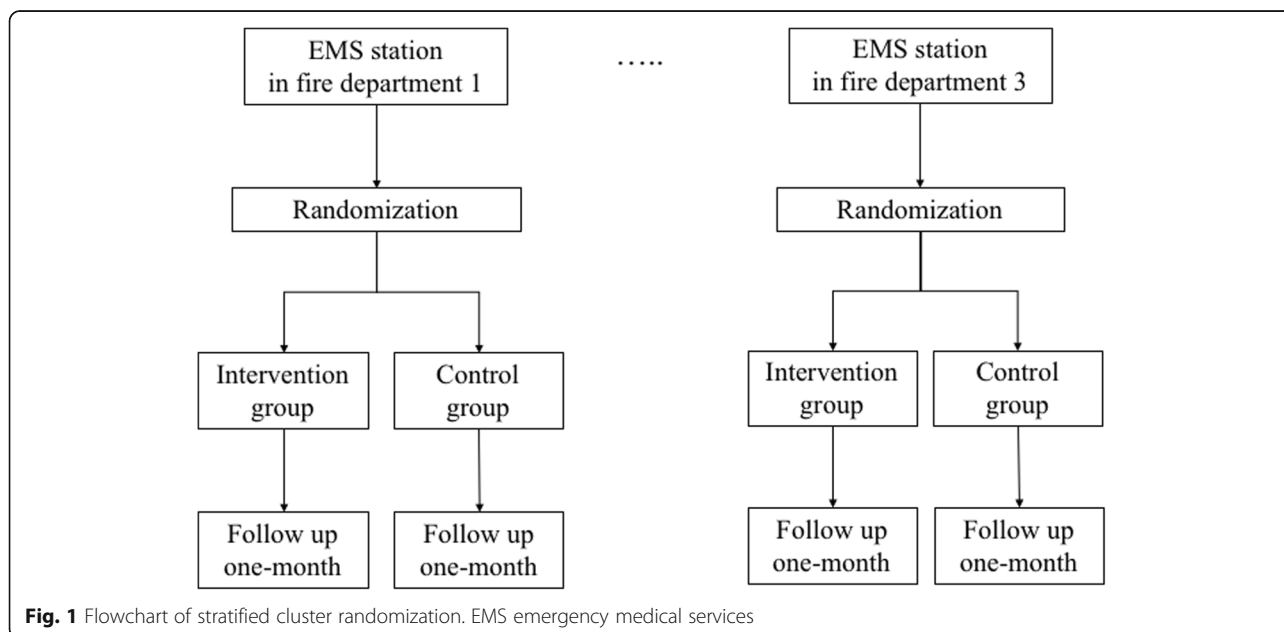 EMS station
in fire department 1
.....
EMS station
in fire department 3
Randomization
Randomization
Intervention
group
Control
group
Intervention
group
Control
group
Follow up
one-month
Follow up
one-month
Follow up
one-month
Follow up
one-month
Fig. 1 Flowchart of stratified cluster randomization. EMS emergency medical services